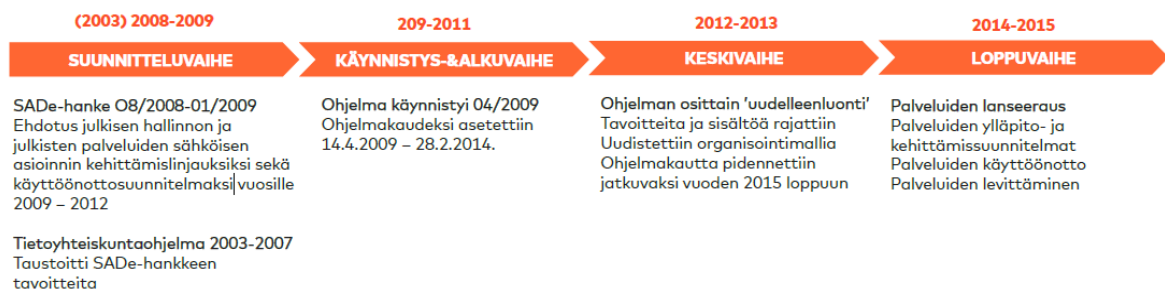 (2003) 2008-2009
SUUNNITTELUVAIHE
SADe-hanke O8/2008-01/2009
Ehdotus julkisen hallinnon ja
julkisten palveluiden sähköisen
asioinnin kehittämislinjauksiksi sekä
käyttöönottosuunnitelmaksi vuosille
2009 – 2012
Tietoyhteiskuntaohjelma 2003-2007
Taustoitti SADe-hankkeen
tavoitteita
209-2011
KÄYNNISTYS-&ALKUVAIHE
Ohjelma käynnistyi 04/2009
Ohjelmakaudeksi asetettiin
14.4.2009 – 28.2.2014.
2012-2013
KESKIVAIHE
Ohjelman osittain 'uudelleenluonti'
Tavoitteita ja sisältöä rajattiin
Uudistettiin organisointimallia
Ohjelmakautta pidennettiin
jatkuvaksi vuoden 2015 loppuun
2014-2015
LOPPUVAIHE
Palveluiden lanseeraus
Palveluiden ylläpito- ja
kehittämissuunnitelmat
Palveluiden käyttöönotto
Palveluiden levittäminen